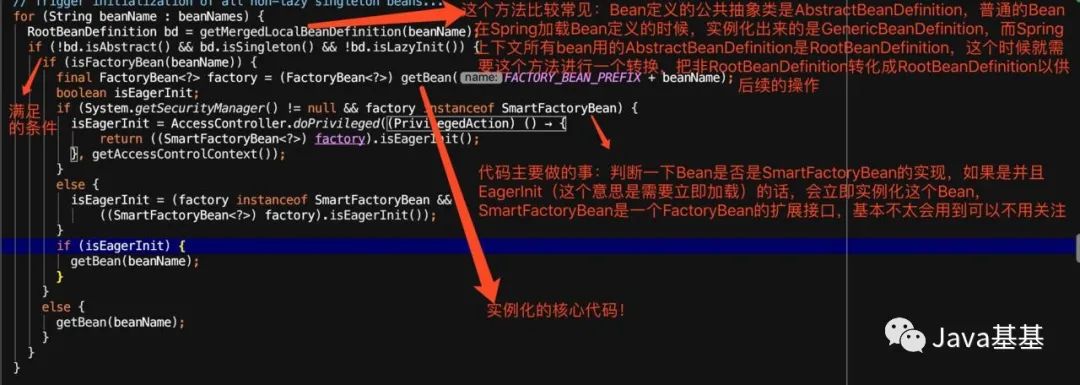 // Trigger initialization of all non-lazy singleton beans...
for (String beanName : beanNames) {
RootBeanDefinition bd = getMergedLocalBeanDefinition(beanName);
if (!bd.isAbstract() && bd.isSingleton() && !bd.isLazyInit()) {
if (isFactoryBean(beanName)) {
final FactoryBean<?> factory = (FactoryBean<?>) getBean( name: FACTORY_BEAN_PREFIX + beanName);
boolean isEagerInit;
if (System.getSecurityManager() != null && factory instanceof SmartFactoryBean) {
isEagerInit = AccessController.doPrivileged((PrivilegedAction) () → {
return ((SmartFactoryBean<?>) factory).isEagerInit();
}, getAccessControlContext());
}
else {
isEagerInit = (factory instanceof SmartFactoryBean &&
((SmartFactoryBean<?>) factory).isEagerInit());
}
if (isEagerInit) {
getBean(beanName);
}
}
else {
getBean(beanName);
}
}
}
这个方法比较常见：Bean定义的公共抽象类是AbstractBeanDefinition，普通的Bean
在Spring加载Bean定义的时候，实例化出来的是GenericBeanDefinition，而Spring
上下文所有bean用的AbstractBeanDefinition是RootBeanDefinition，这个时候就需
要这个方法进行一个转换，把非RootBeanDefinition转化成RootBeanDefinition以供
后续的操作
满足
的条件
代码主要做的事：判断一下Bean是否是SmartFactoryBean的实现，如果是并且
EagerInit（这个意思是需要立即加载）的话，会立即实例化这个Bean，
SmartFactoryBean是一个FactoryBean的扩展接口，基本不太会用到可以不用关注
实例化的核心代码！
Java基基